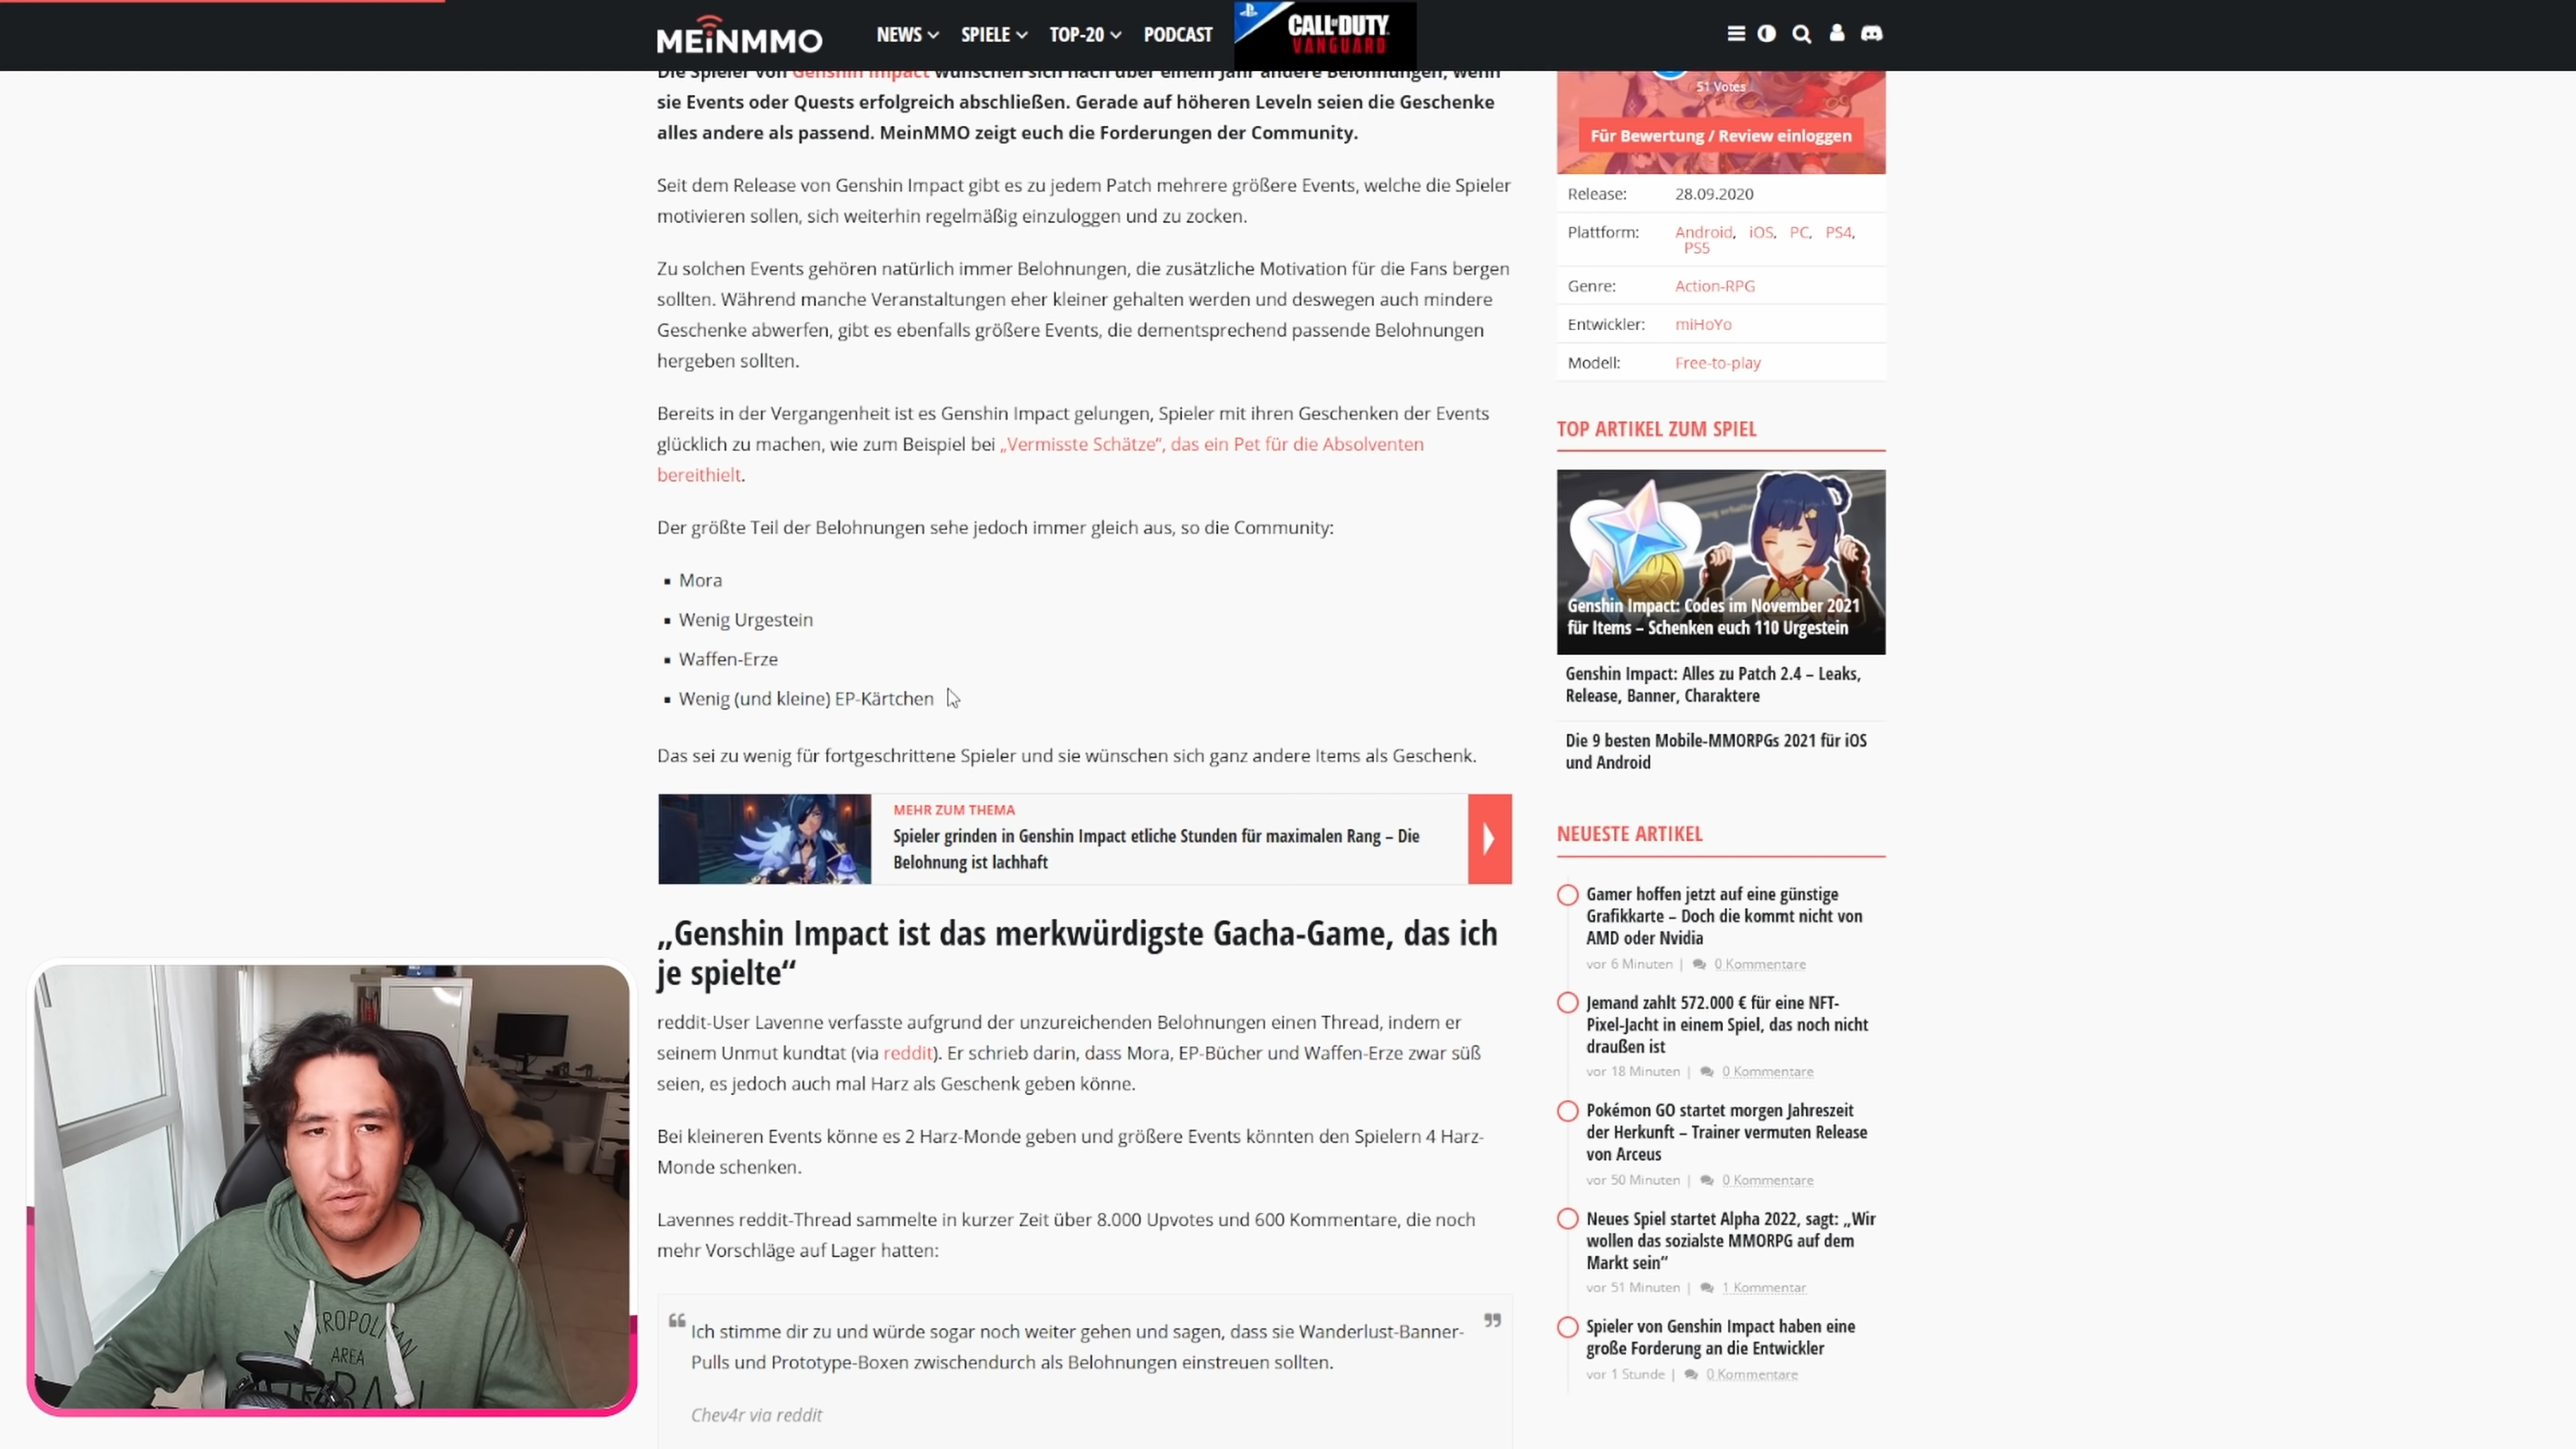 MEiNMMO
NEWS
SPIELE
TOP-20
PODCAST
CALL OF DUTY
VANGUARD
Die Spieler von Genshin Impact wünschen sich nach über einem Jahr andere Belohnungen, wenn
sie Events oder Quests erfolgreich abschließen. Gerade auf höheren Leveln seien die Geschenke
alles andere als passend. MeinMMO zeigt euch die Forderungen der Community.
Seit dem Release von Genshin Impact gibt es zu jedem Patch mehrere größere Events, welche die Spieler
motivieren sollen, sich weiterhin regelmäßig einzuloggen und zu zocken.
Zu solchen Events gehören natürlich immer Belohnungen, die zusätzliche Motivation für die Fans bergen
sollten. Während manche Veranstaltungen eher kleiner gehalten werden und deswegen auch mindere
Geschenke abwerfen, gibt es ebenfalls größere Events, die dementsprechend passende Belohnungen
hergeben sollten.
Bereits in der Vergangenheit ist es Genshin Impact gelungen, Spieler mit ihren Geschenken der Events
glücklich zu machen, wie zum Beispiel bei „Vermisste Schätze“, das ein Pet für die Absolventen
bereithielt.
Der größte Teil der Belohnungen sehe jedoch immer gleich aus, so die Community:
▪ Mora
▪ Wenig Urgestein
▪ Waffen-Erze
▪ Wenig (und kleine) EP-Kärtchen
Das sei zu wenig für fortgeschrittene Spieler und sie wünschen sich ganz andere Items als Geschenk.
MEHR ZUM THEMA
Spieler grinden in Genshin Impact etliche Stunden für maximalen Rang – Die
Belohnung ist lachhaft
„Genshin Impact ist das merkwürdigste Gacha-Game, das ich
je spielte“
reddit-User Lavenne verfasste aufgrund der unzureichenden Belohnungen einen Thread, indem er
seinem Unmut kundtat (via reddit). Er schrieb darin, dass Mora, EP-Bücher und Waffen-Erze zwar süß
seien, es jedoch auch mal Harz als Geschenk geben könne.
Bei kleineren Events könne es 2 Harz-Monde geben und größere Events könnten den Spielern 4 Harz-
Monde schenken.
Lavennes reddit-Thread sammelte in kurzer Zeit über 8.000 Upvotes und 600 Kommentare, die noch
mehr Vorschläge auf Lager hatten:
“ Ich stimme dir zu und würde sogar noch weiter gehen und sagen, dass sie Wanderlust-Banner- ”
Pulls und Prototype-Boxen zwischendurch als Belohnungen einstreuen sollten.
Chev4r via reddit
51 Votes
Für Bewertung / Review einloggen
Release: 28.09.2020
Plattform: Android, iOS, PC, PS4,
PS5
Genre: Action-RPG
Entwickler: miHoYo
Modell: Free-to-play
TOP ARTIKEL ZUM SPIEL
Genshin Impact: Codes im November 2021
für Items – Schenken euch 110 Urgestein
Genshin Impact: Alles zu Patch 2.4 – Leaks,
Release, Banner, Charaktere
Die 9 besten Mobile-MMORPGs 2021 für iOS
und Android
NEUESTE ARTIKEL
Gamer hoffen jetzt auf eine günstige
Grafikkarte – Doch die kommt nicht von
AMD oder Nvidia
vor 6 Minuten | 0 Kommentare
Jemand zahlt 572.000 € für eine NFT-
Pixel-Jacht in einem Spiel, das noch nicht
draußen ist
vor 18 Minuten | 0 Kommentare
Pokémon GO startet morgen Jahreszeit
der Herkunft – Trainer vermuten Release
von Arceus
vor 50 Minuten | 0 Kommentare
Neues Spiel startet Alpha 2022, sagt: „Wir
wollen das sozialste MMORPG auf dem
Markt sein“
vor 51 Minuten | 1 Kommentar
Spieler von Genshin Impact haben eine
große Forderung an die Entwickler
vor 1 Stunde | 0 Kommentare
METROPOLITAN
AREA